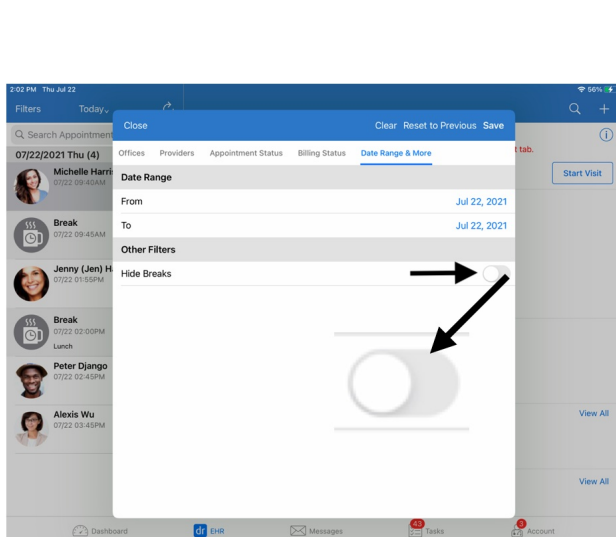 2:02 PM Thu Jul 22
56%
Filters Today
Search Appointment
07/22/2021 Thu (4)
Michelle Harri
07/22 09:40AM
Break
07/22 09:45AM
Jenny (Jen) H
07/22 01:55PM
Break
07/22 02:00PM
Lunch
Peter Django
07/22 02:45PM
Alexis Wu
07/22 03:45PM
Close Clear Reset to Previous Save
Offices Providers Appointment Status Billing Status Date Range & More
Date Range
From Jul 22, 2021
To Jul 22, 2021
Other Filters
Hide Breaks
t tab.
Start Visit
View All
View All
Dashboard
dr EHR
Messages
43
Tasks
3
Account